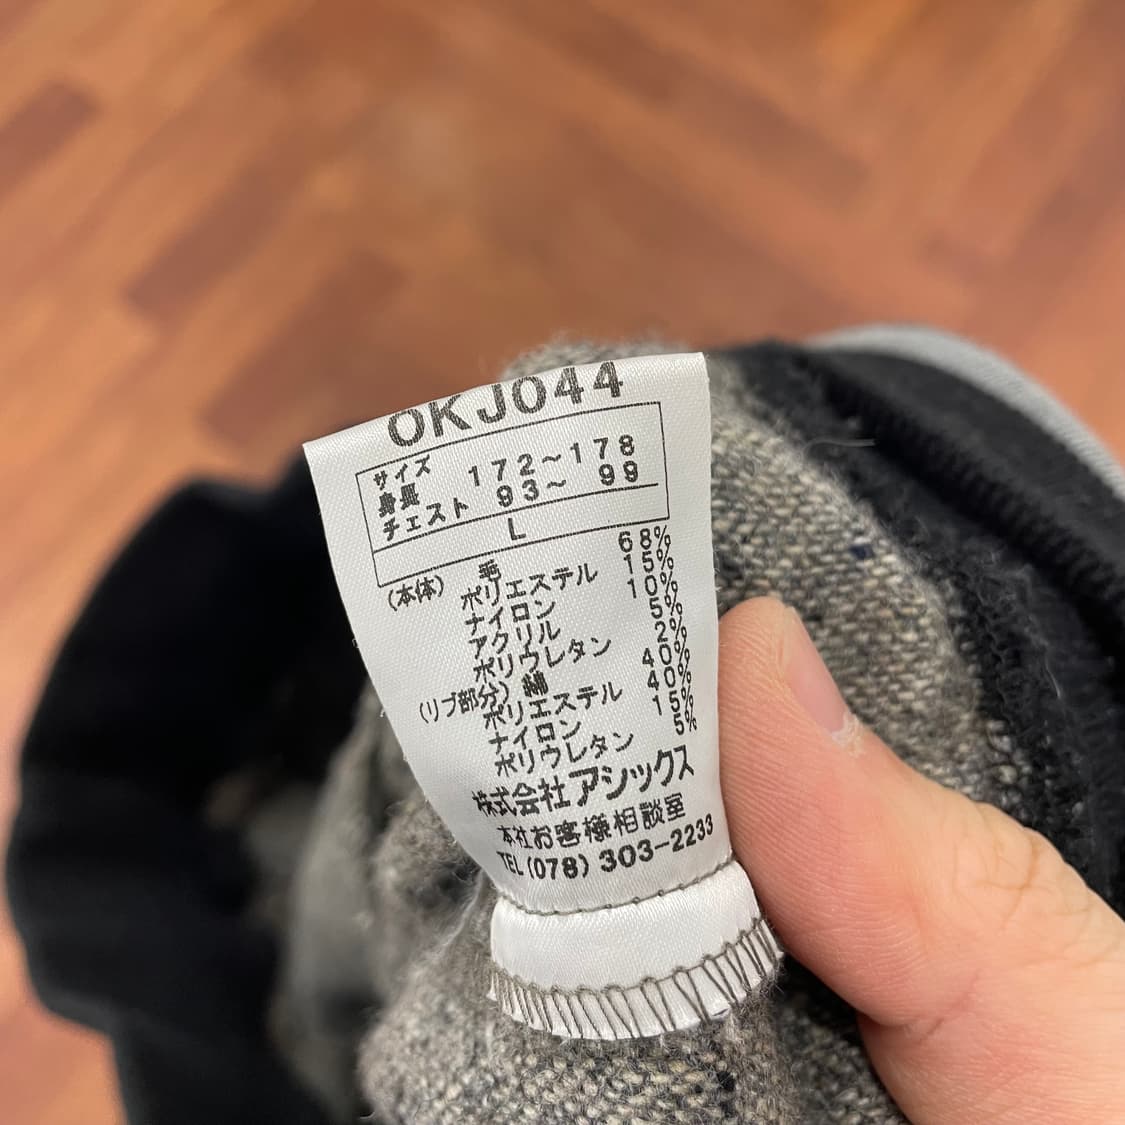 OKJ044
サイズ
身長 172～178
チェスト 93～ 99
L
(本体) 毛 68%
ポリエステル 15%
ナイロン 10%
アクリル 5%
ポリウレタン 2%
(リブ部分) 綿 40%
ポリエステル 40%
ナイロン 15%
ポリウレタン 5%
株式会社アシックス
本社お客様相談室
TEL (078) 303-2233